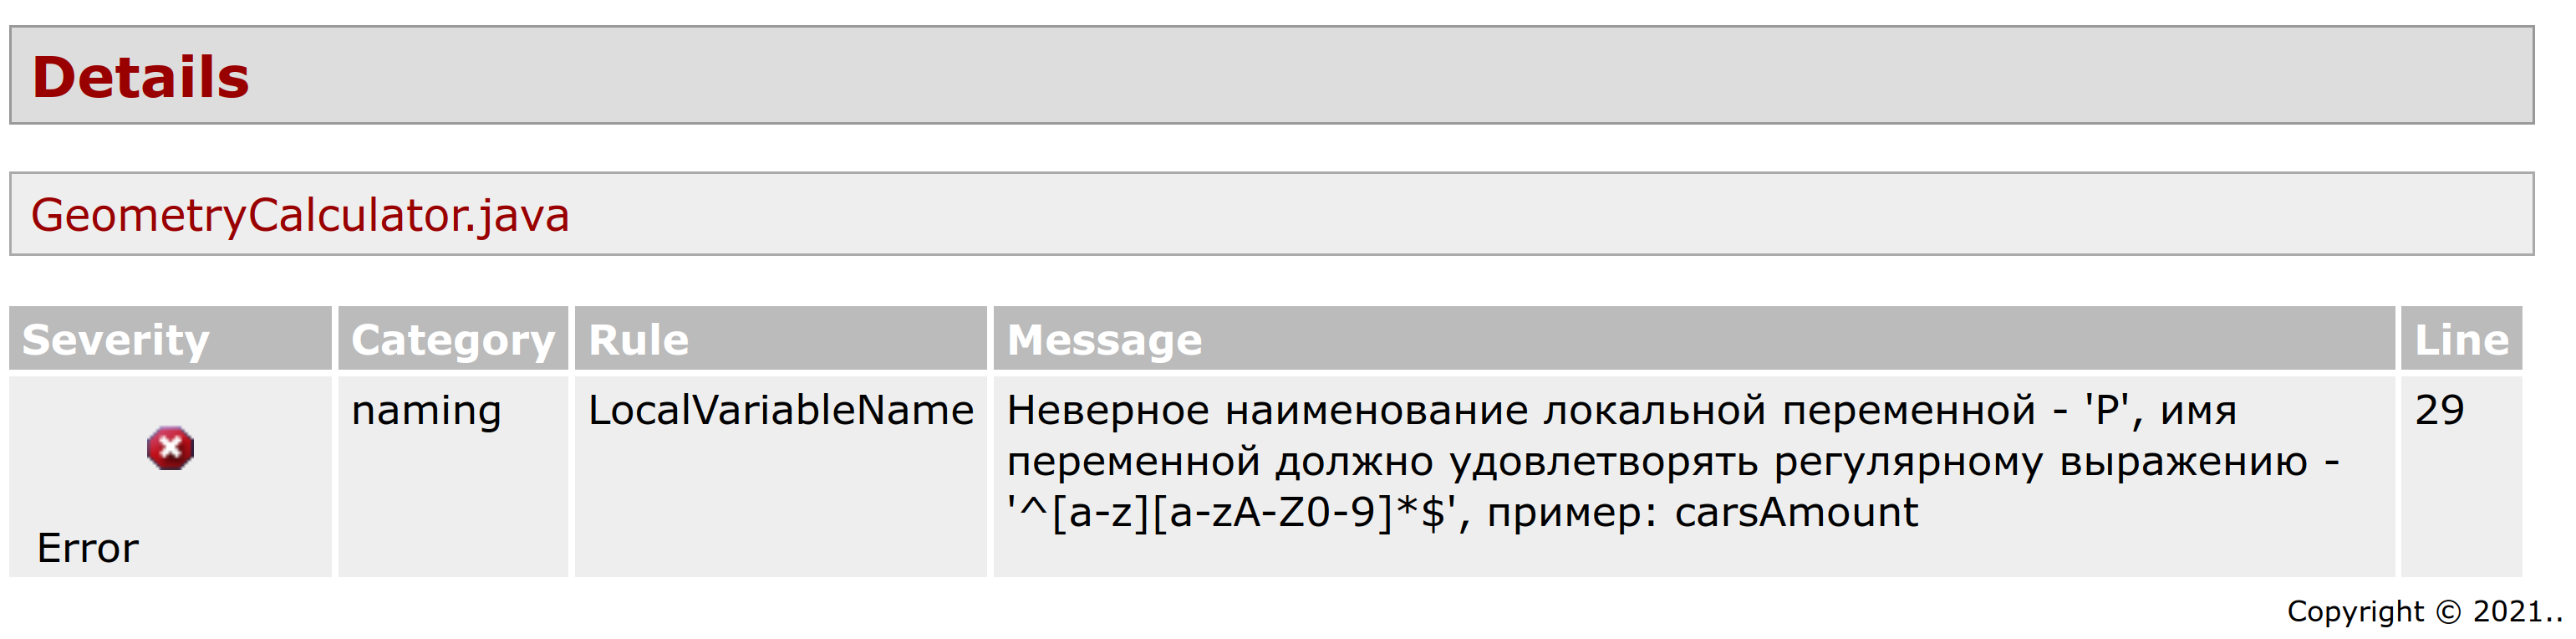 Details
GeometryCalculator.java
Severity Category Rule Message Line
naming LocalVariableName Неверное наименование локальной переменной - 'P', имя 29
переменной должно удовлетворять регулярному выражению -
'^[a-z][a-zA-Z0-9]*$', пример: carsAmount
Error
Copyright © 2021..